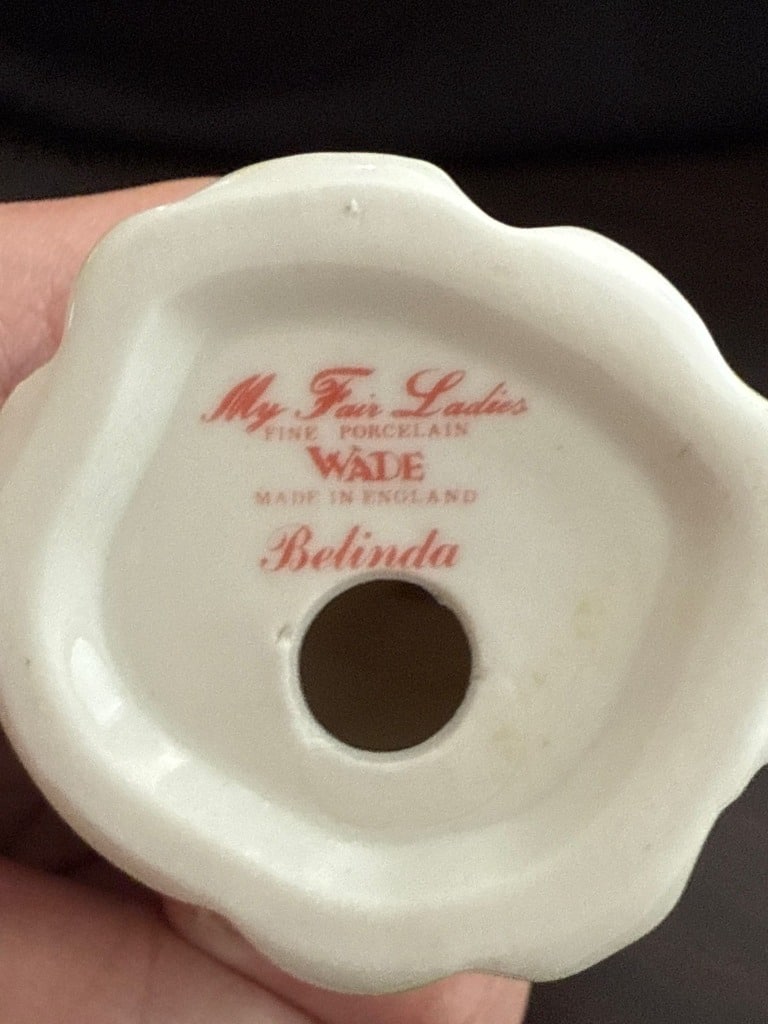 My Fair Ladies
FINE PORCELAIN
WADE
MADE IN ENGLAND
Belinda